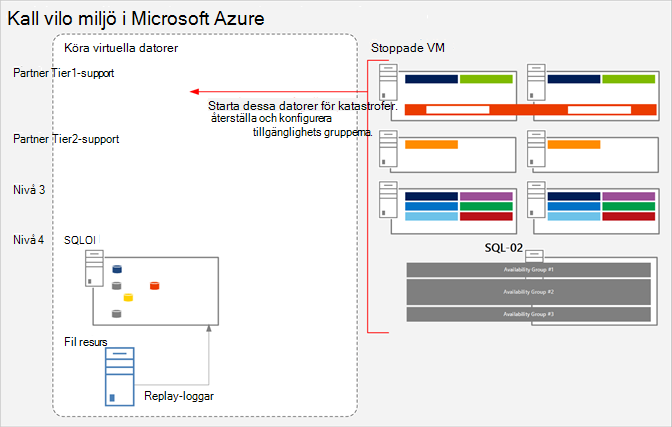 Kall vilo miljö i Microsoft Azure
Köra virtuella datorer
Stoppade VM
Partner Tier1-support
Starta dessa datorer för katastrofer.
återställa och konfigurera
tillgänglighets grupperna.
Partner Tier2-support
Nivå 3
Nivå 4
SQLOI
SQL-02
Availability Group #1
Availability Group #2
Availability Group #3
Fil resurs
Replay-loggar